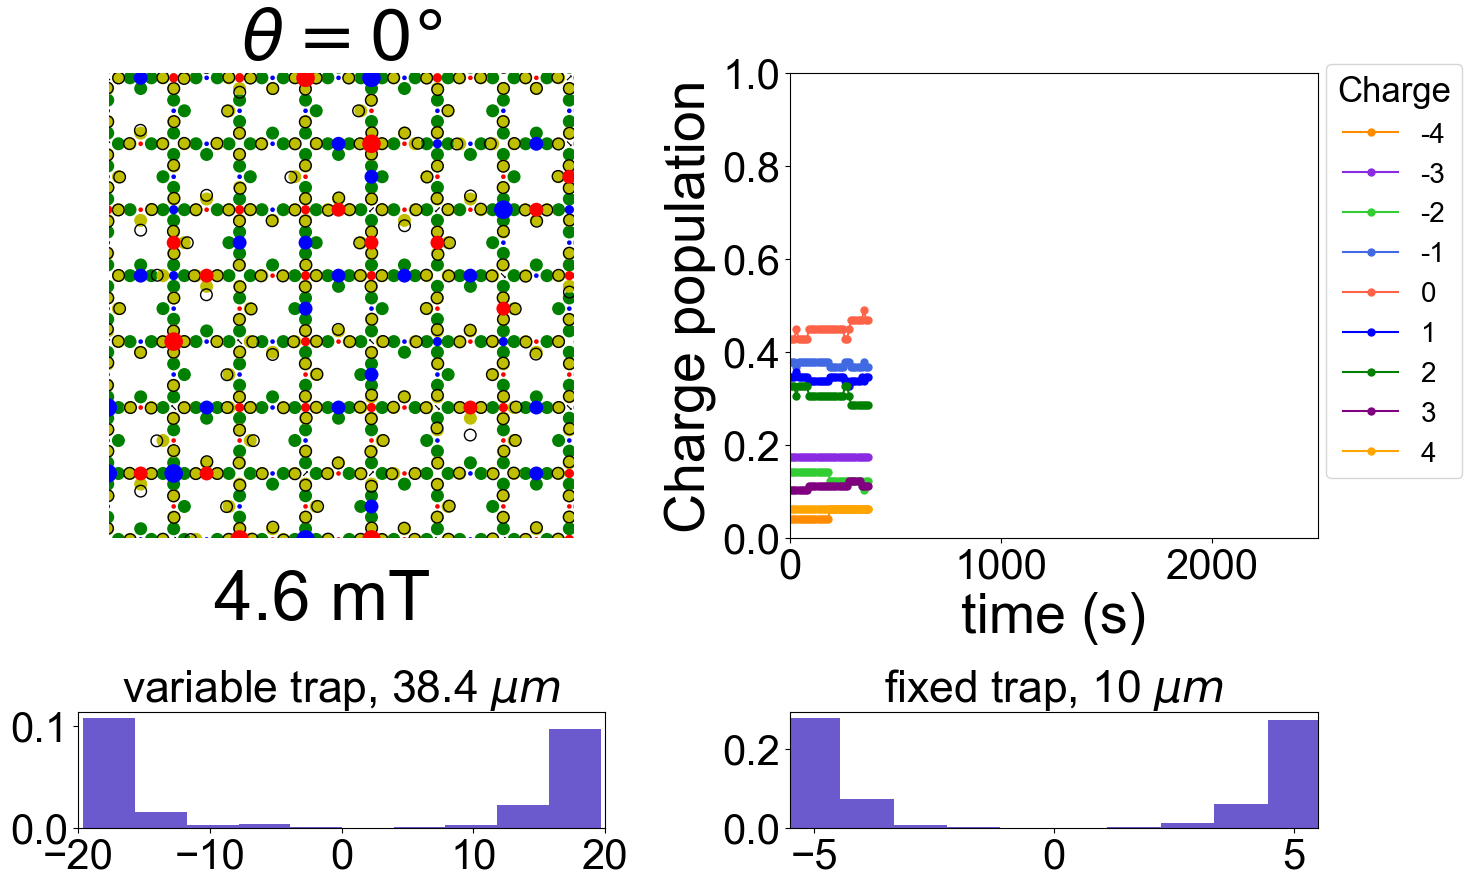 θ = 0°
4.6 mT
Charge population
1.0
0.8
0.6
0.4
0.2
0.0
0 1000 2000
time (s)
Charge
-4
-3
-2
-1
0
1
2
3
4
variable trap, 38.4 μm
0.1
0.0
−20 −10 0 10 20
fixed trap, 10 μm
0.2
0.0
−5 0 5